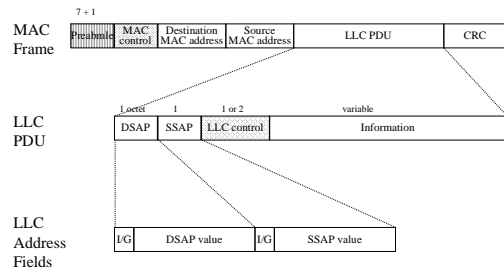 7 + 1
MAC Frame
Preabmle
MAC control
Destination MAC address
Source MAC address
LLC PDU
CRC
1 octet
1
1 or 2
variable
LLC PDU
DSAP
SSAP
LLC control
Information
LLC Address Fields
I/G
DSAP value
I/G
SSAP value